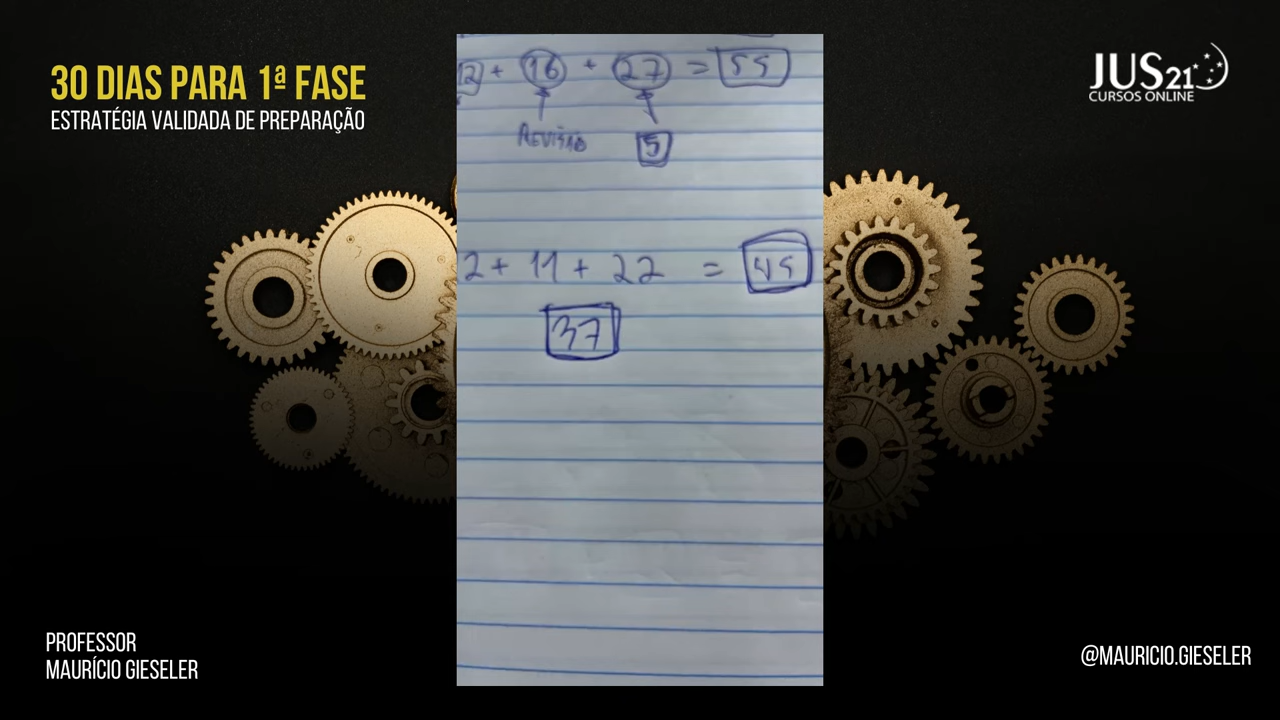 30 DIAS PARA 1ª FASE
ESTRATÉGIA VALIDADA DE PREPARAÇÃO
JUS21
CURSOS ONLINE
12 + 16 + 27 = 55
REVISÃO
5
2 + 11 + 22 = 45
37
PROFESSOR
MAURÍCIO GIESELER
@MAURICIO.GIESELER